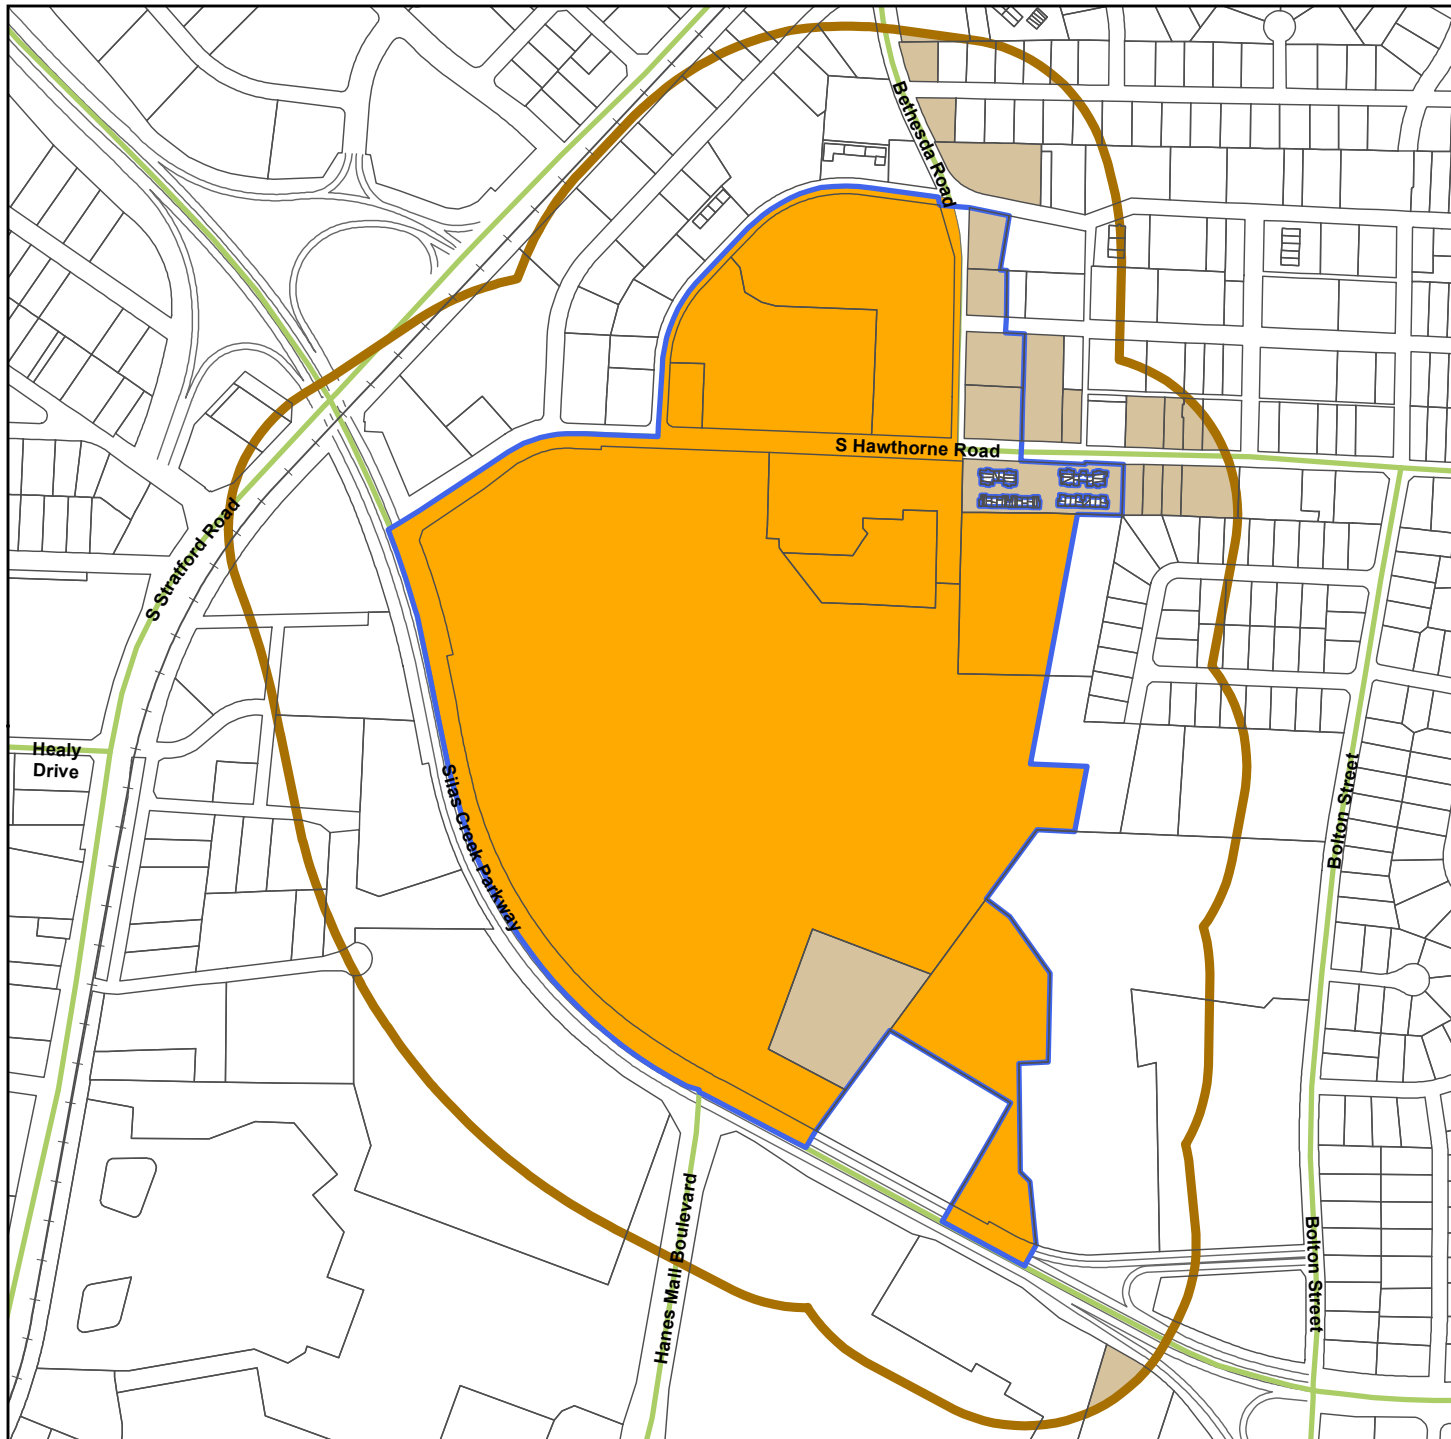 Bethesda Road
S Hawthorne Road
S Stratford Road
Healy
Drive
Silas Creek Parkway
Bolton Street
Hanes Mall Boulevard
Bolton Street